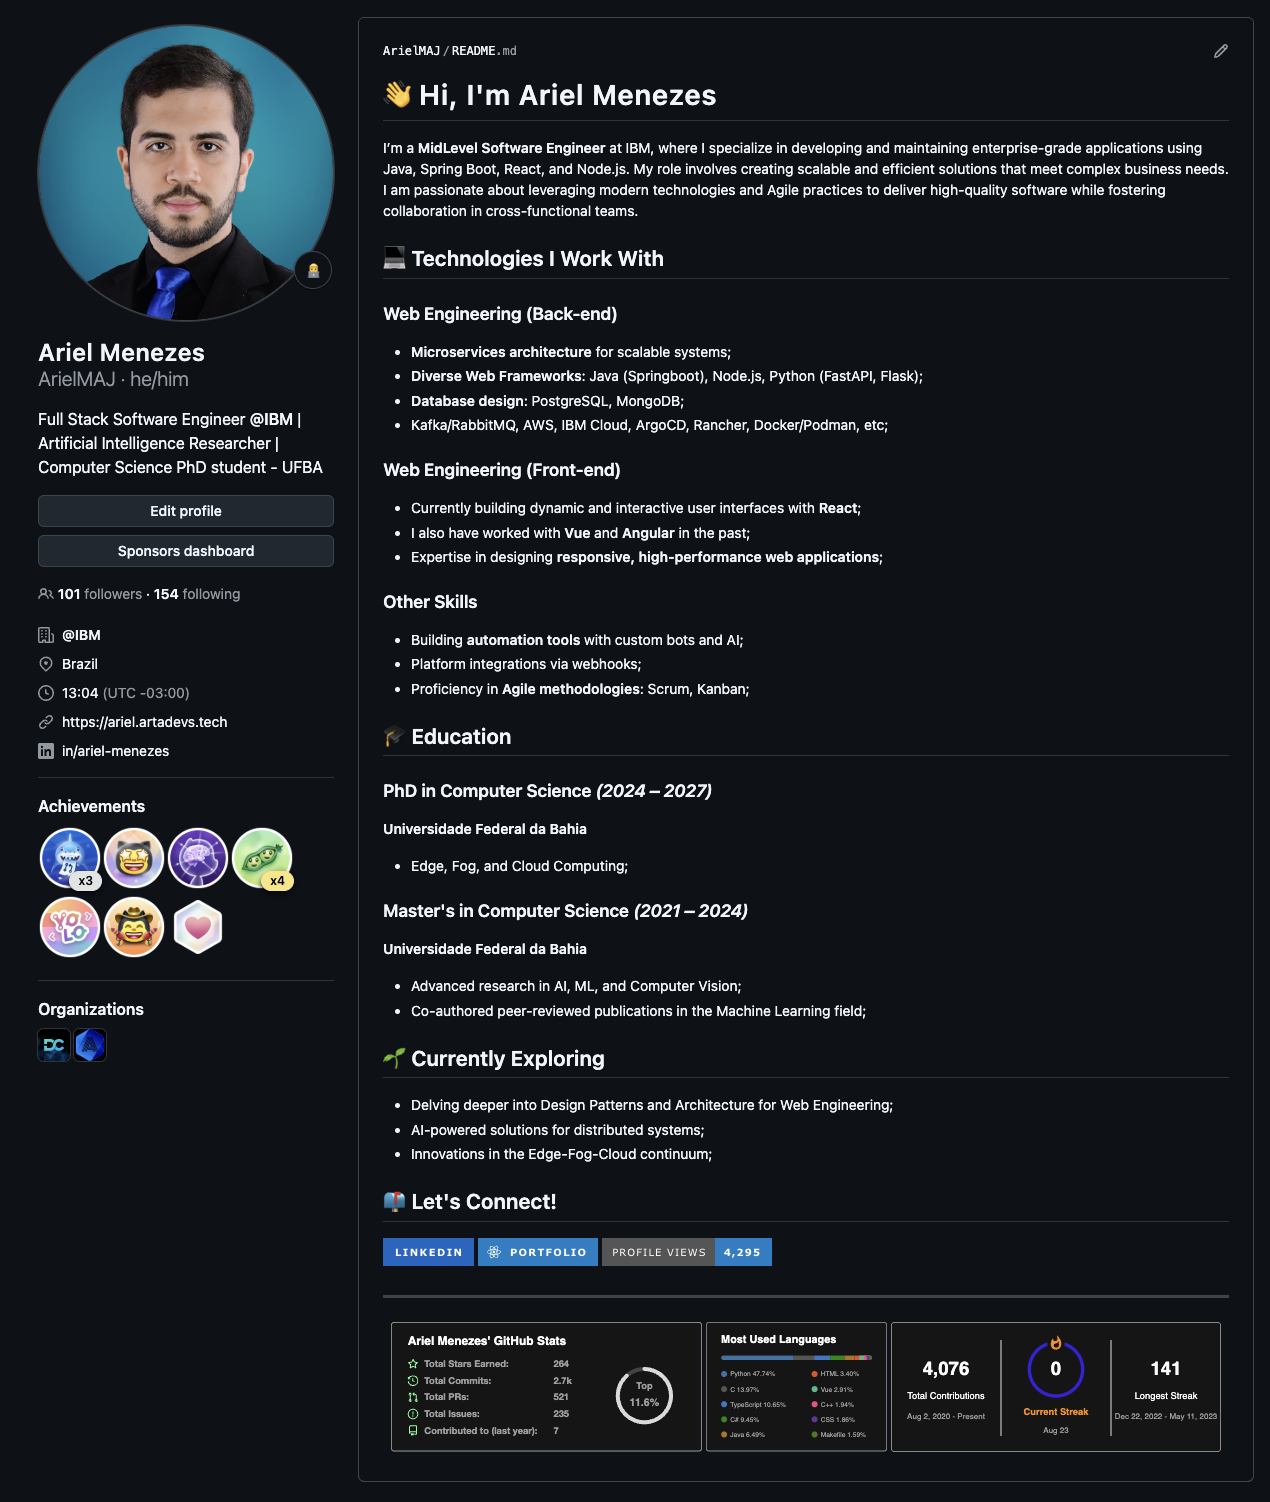 Ariel Menezes
ArielMAJ · he/him
Full Stack Software Engineer @IBM |
Artificial Intelligence Researcher |
Computer Science PhD student - UFBA
Edit profile
Sponsors dashboard
101 followers · 154 following
@IBM
Brazil
13:04 (UTC -03:00)
https://ariel.artadevs.tech
in/ariel-menezes
Achievements
x3
x4
YOLO
Organizations
DC
A
ArielMAJ/README.md
👋 Hi, I'm Ariel Menezes
I'm a MidLevel Software Engineer at IBM, where I specialize in developing and maintaining enterprise-grade applications using
Java, Spring Boot, React, and Node.js. My role involves creating scalable and efficient solutions that meet complex business needs.
I am passionate about leveraging modern technologies and Agile practices to deliver high-quality software while fostering
collaboration in cross-functional teams.
💻 Technologies I Work With
Web Engineering (Back-end)
• Microservices architecture for scalable systems;
• Diverse Web Frameworks: Java (Springboot), Node.js, Python (FastAPI, Flask);
• Database design: PostgreSQL, MongoDB;
• Kafka/RabbitMQ, AWS, IBM Cloud, ArgoCD, Rancher, Docker/Podman, etc;
Web Engineering (Front-end)
• Currently building dynamic and interactive user interfaces with React;
• I also have worked with Vue and Angular in the past;
• Expertise in designing responsive, high-performance web applications;
Other Skills
• Building automation tools with custom bots and AI;
• Platform integrations via webhooks;
• Proficiency in Agile methodologies: Scrum, Kanban;
🎓 Education
PhD in Computer Science (2024 – 2027)
Universidade Federal da Bahia
• Edge, Fog, and Cloud Computing;
Master's in Computer Science (2021 – 2024)
Universidade Federal da Bahia
• Advanced research in AI, ML, and Computer Vision;
• Co-authored peer-reviewed publications in the Machine Learning field;
🌱 Currently Exploring
• Delving deeper into Design Patterns and Architecture for Web Engineering;
• AI-powered solutions for distributed systems;
• Innovations in the Edge-Fog-Cloud continuum;
📫 Let's Connect!
LINKEDIN PORTFOLIO PROFILE VIEWS 4,295
Ariel Menezes' GitHub Stats
Total Stars Earned: 264
Total Commits: 2.7k
Total PRs: 521
Total Issues: 235
Contributed to (last year): 7
Top
11.6%
Most Used Languages
Python 47.74% HTML 3.40%
C 13.97% Vue 2.91%
TypeScript 10.65% C++ 1.94%
C# 9.45% CSS 1.86%
Java 6.49% Makefile 1.59%
4,076
Total Contributions
Aug 2, 2020 - Present
0
Current Streak
Aug 23
141
Longest Streak
Dec 22, 2022 - May 11, 2023